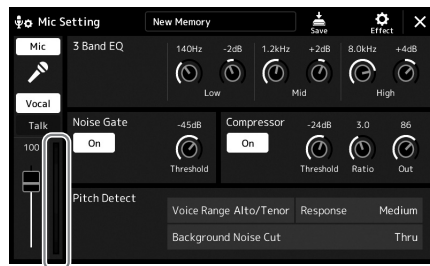 Mic Setting
New Memory
Save
Effect
Mic
Vocal
Talk
100
3 Band EQ
140Hz -2dB 1.2kHz +2dB 8.0kHz +4dB
Low Mid High
Noise Gate
On
-45dB
Threshold
Compressor
On
-24dB 3.0 86
Threshold Ratio Out
Pitch Detect
Voice Range Alto/Tenor Response Medium
Background Noise Cut Thru